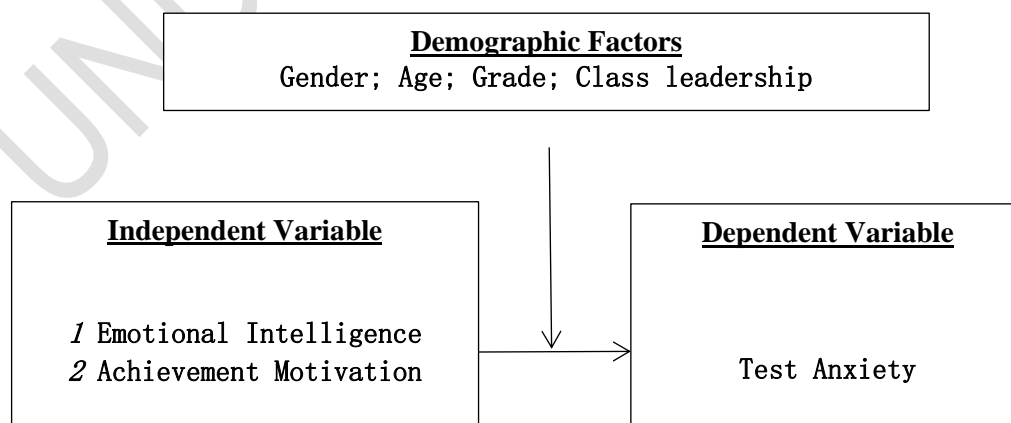 Demographic Factors
Gender; Age; Grade; Class leadership
Independent Variable
1 Emotional Intelligence
2 Achievement Motivation
Dependent Variable
Test Anxiety